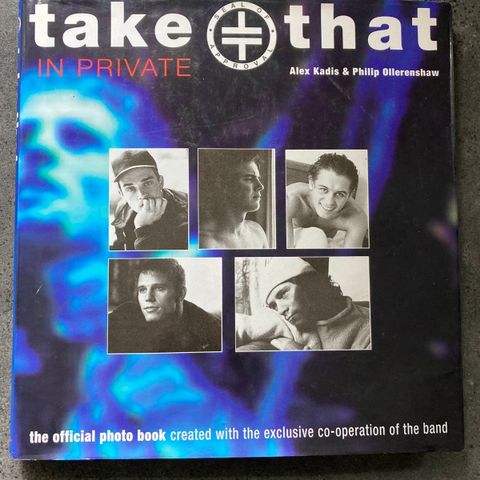 take that
SEAL OF APPROVAL
IN PRIVATE
Alex Kadis & Philip Ollerenshaw
the official photo book created with the exclusive co-operation of the band